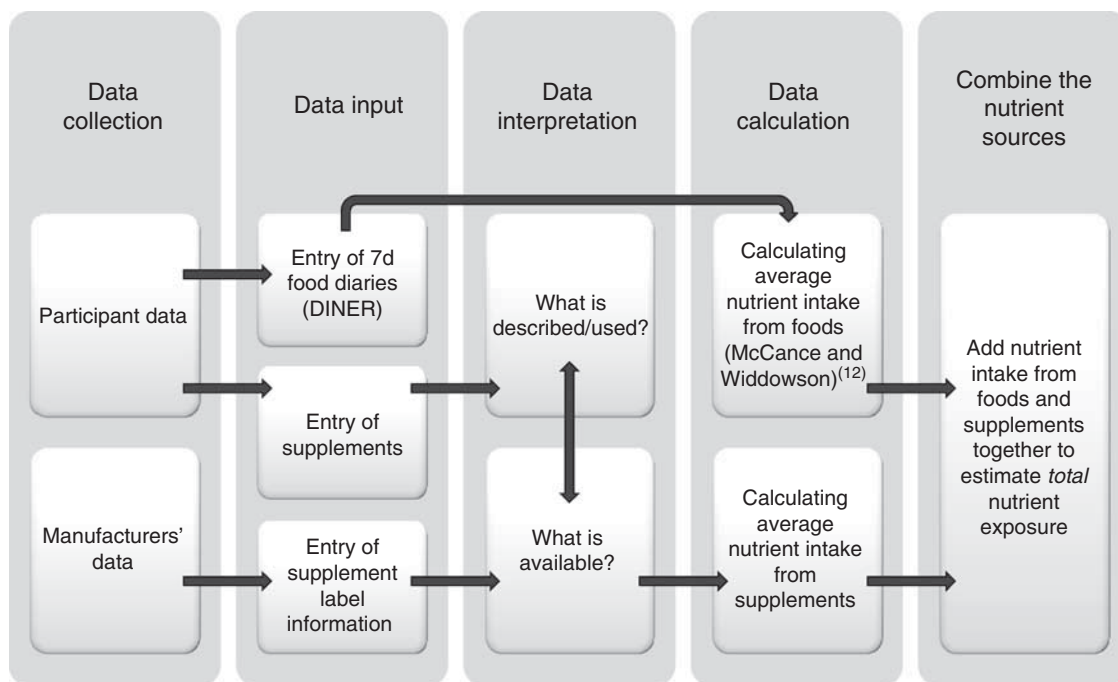 Data
collection
Data input
Data
interpretation
Data
calculation
Combine the
nutrient
sources
Participant data
Manufacturers'
data
Entry of 7d
food diaries
(DINER)
Entry of
supplements
Entry of
supplement
label
information
What is
described/used?
What is
available?
Calculating
average
nutrient intake
from foods
(McCance and
Widdowson)(12)
Calculating
average
nutrient intake
from
supplements
Add nutrient
intake from
foods and
supplements
together to
estimate total
nutrient
exposure